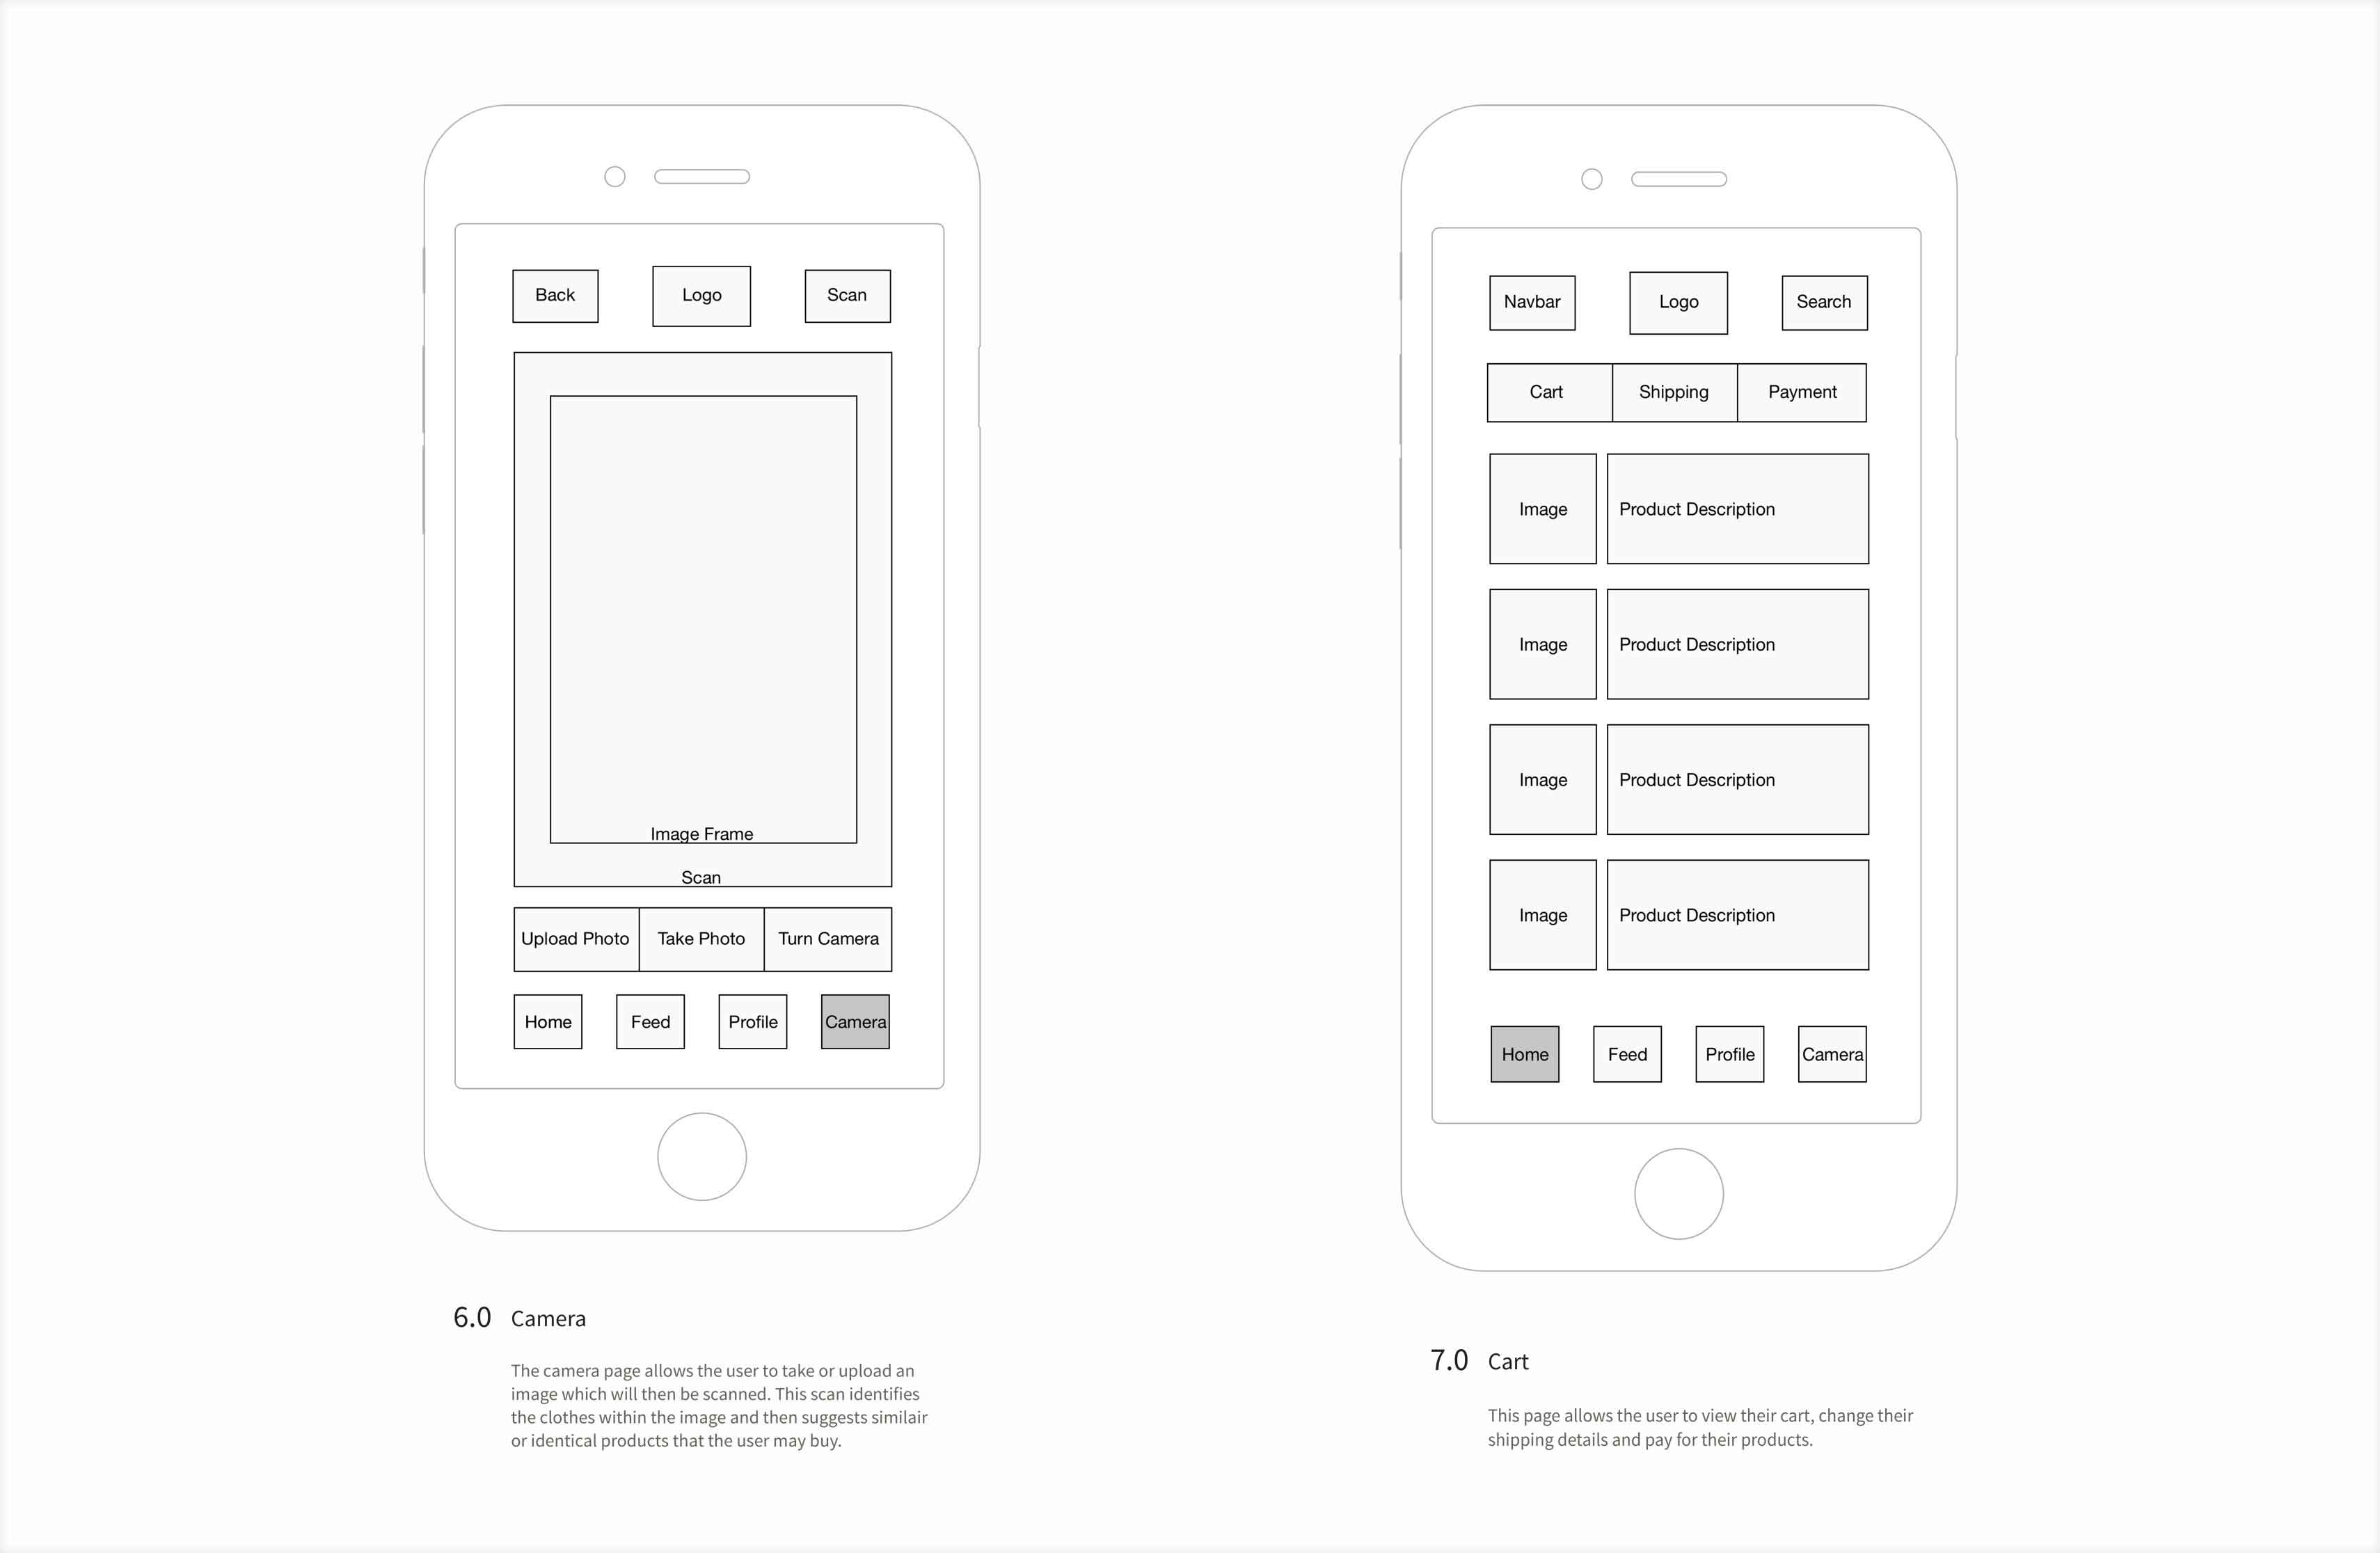 Back
Logo
Scan
Image Frame
Scan
Upload Photo
Take Photo
Turn Camera
Home
Feed
Profile
Camera
6.0 Camera
The camera page allows the user to take or upload an
image which will then be scanned. This scan identifies
the clothes within the image and then suggests similair
or identical products that the user may buy.
Navbar
Logo
Search
Cart
Shipping
Payment
Image
Product Description
Image
Product Description
Image
Product Description
Image
Product Description
Home
Feed
Profile
Camera
7.0 Cart
This page allows the user to view their cart, change their
shipping details and pay for their products.